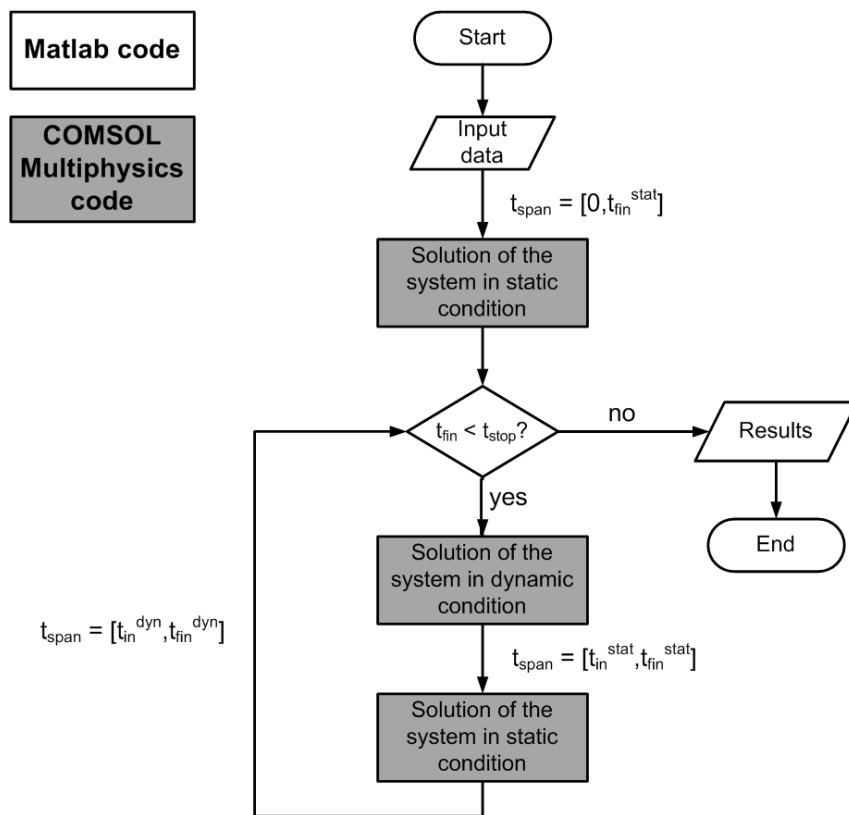 Matlab code
COMSOL
Multiphysics
code
Start
Input
data
t_span = [0,t_fin^stat]
Solution of the
system in static
condition
t_fin < t_stop?
no
Results
yes
End
Solution of the
system in dynamic
condition
t_span = [t_in^dyn,t_fin^dyn]
t_span = [t_in^stat,t_fin^stat]
Solution of the
system in static
condition